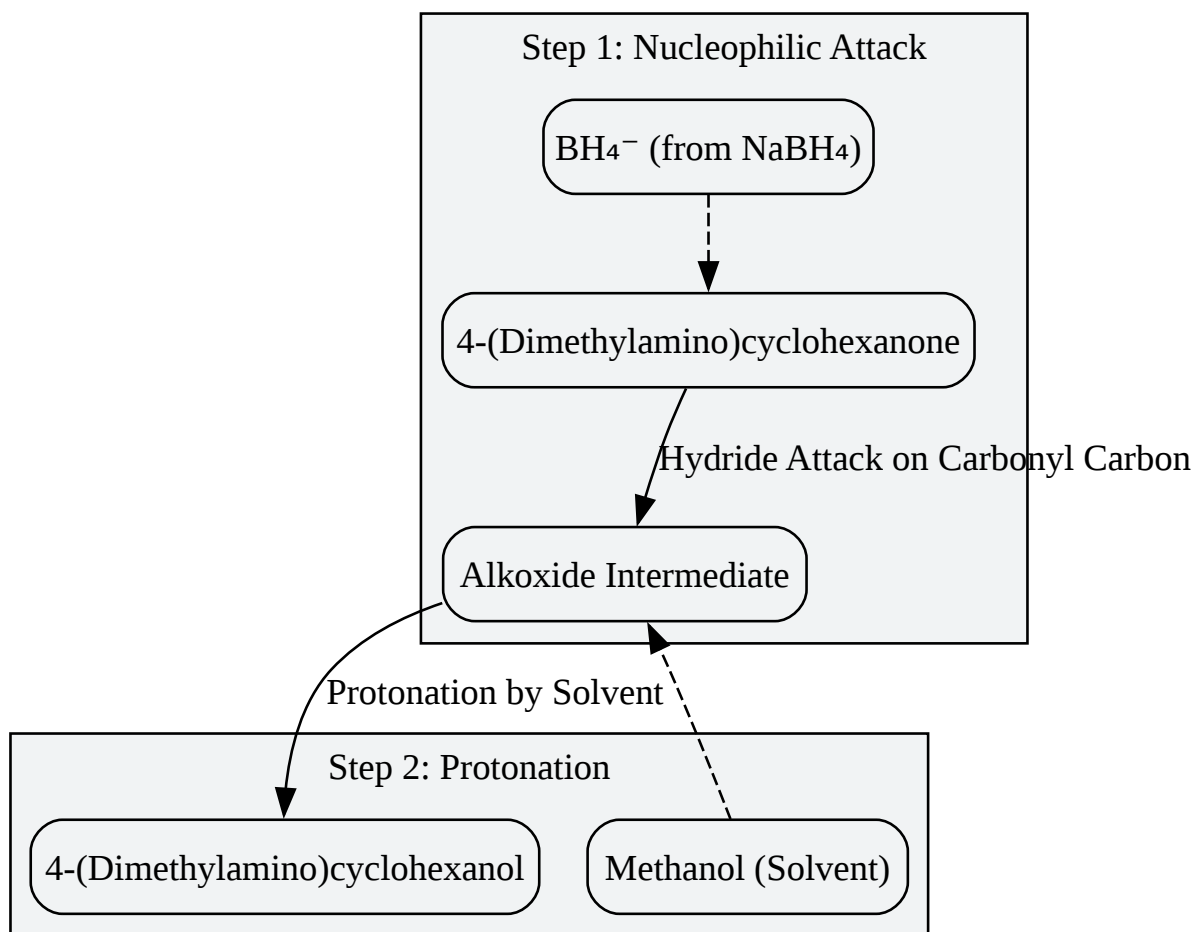 Step 1: Nucleophilic Attack
BH₄⁻ (from NaBH₄)
4-(Dimethylamino)cyclohexanone
Hydride Attack on Carbonyl Carbon
Alkoxide Intermediate
Protonation by Solvent
Step 2: Protonation
4-(Dimethylamino)cyclohexanol
Methanol (Solvent)